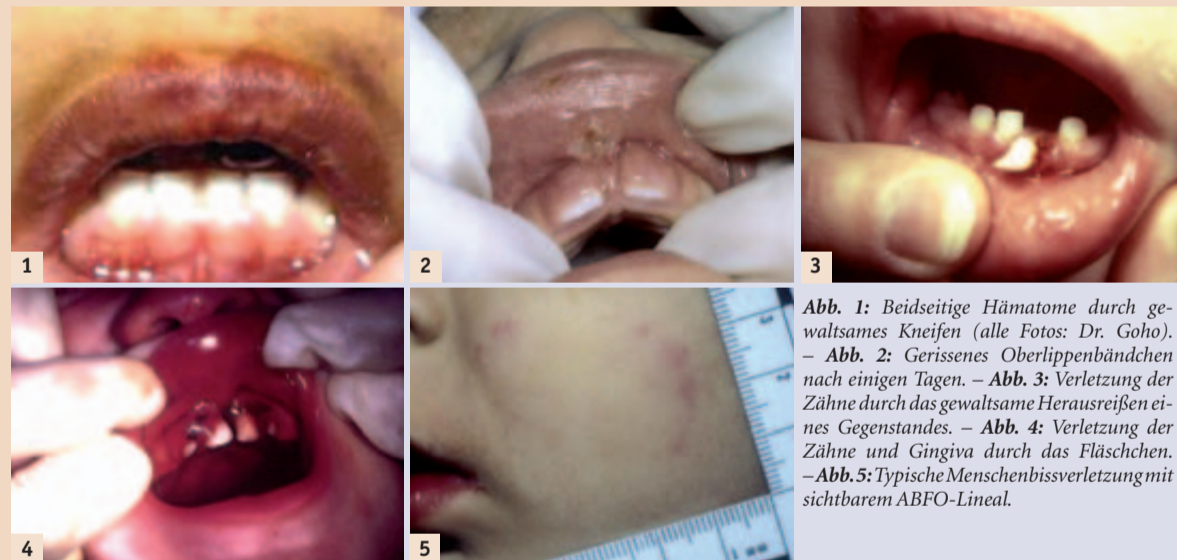 1
2
3
4
5
Abb. 1: Beidseitige Hämatome durch ge-
waltsames Kneifen (alle Fotos: Dr. Goho).
– Abb. 2: Gerissenes Oberlippenbändchen
nach einigen Tagen. – Abb. 3: Verletzung der
Zähne durch das gewaltsame Herausreißen ei-
nes Gegenstandes. – Abb. 4: Verletzung der
Zähne und Gingiva durch das Fläschchen.
– Abb. 5: Typische Menschenbissverletzung mit
sichtbarem ABFO-Lineal.